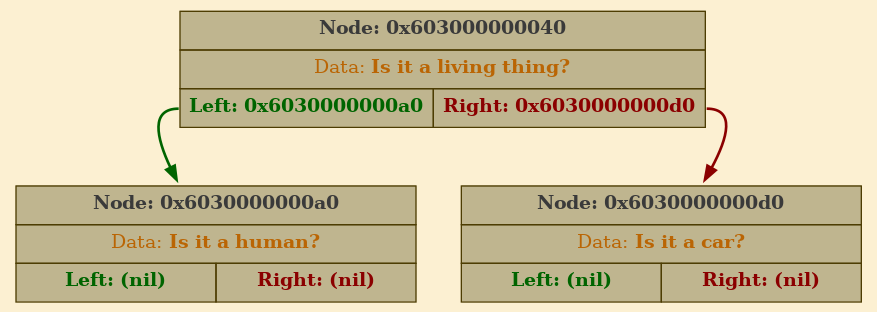 Node: 0x603000000040
Data: Is it a living thing?
Left: 0x6030000000a0 Right: 0x6030000000d0
Node: 0x6030000000a0
Data: Is it a human?
Left: (nil) Right: (nil)
Node: 0x6030000000d0
Data: Is it a car?
Left: (nil) Right: (nil)